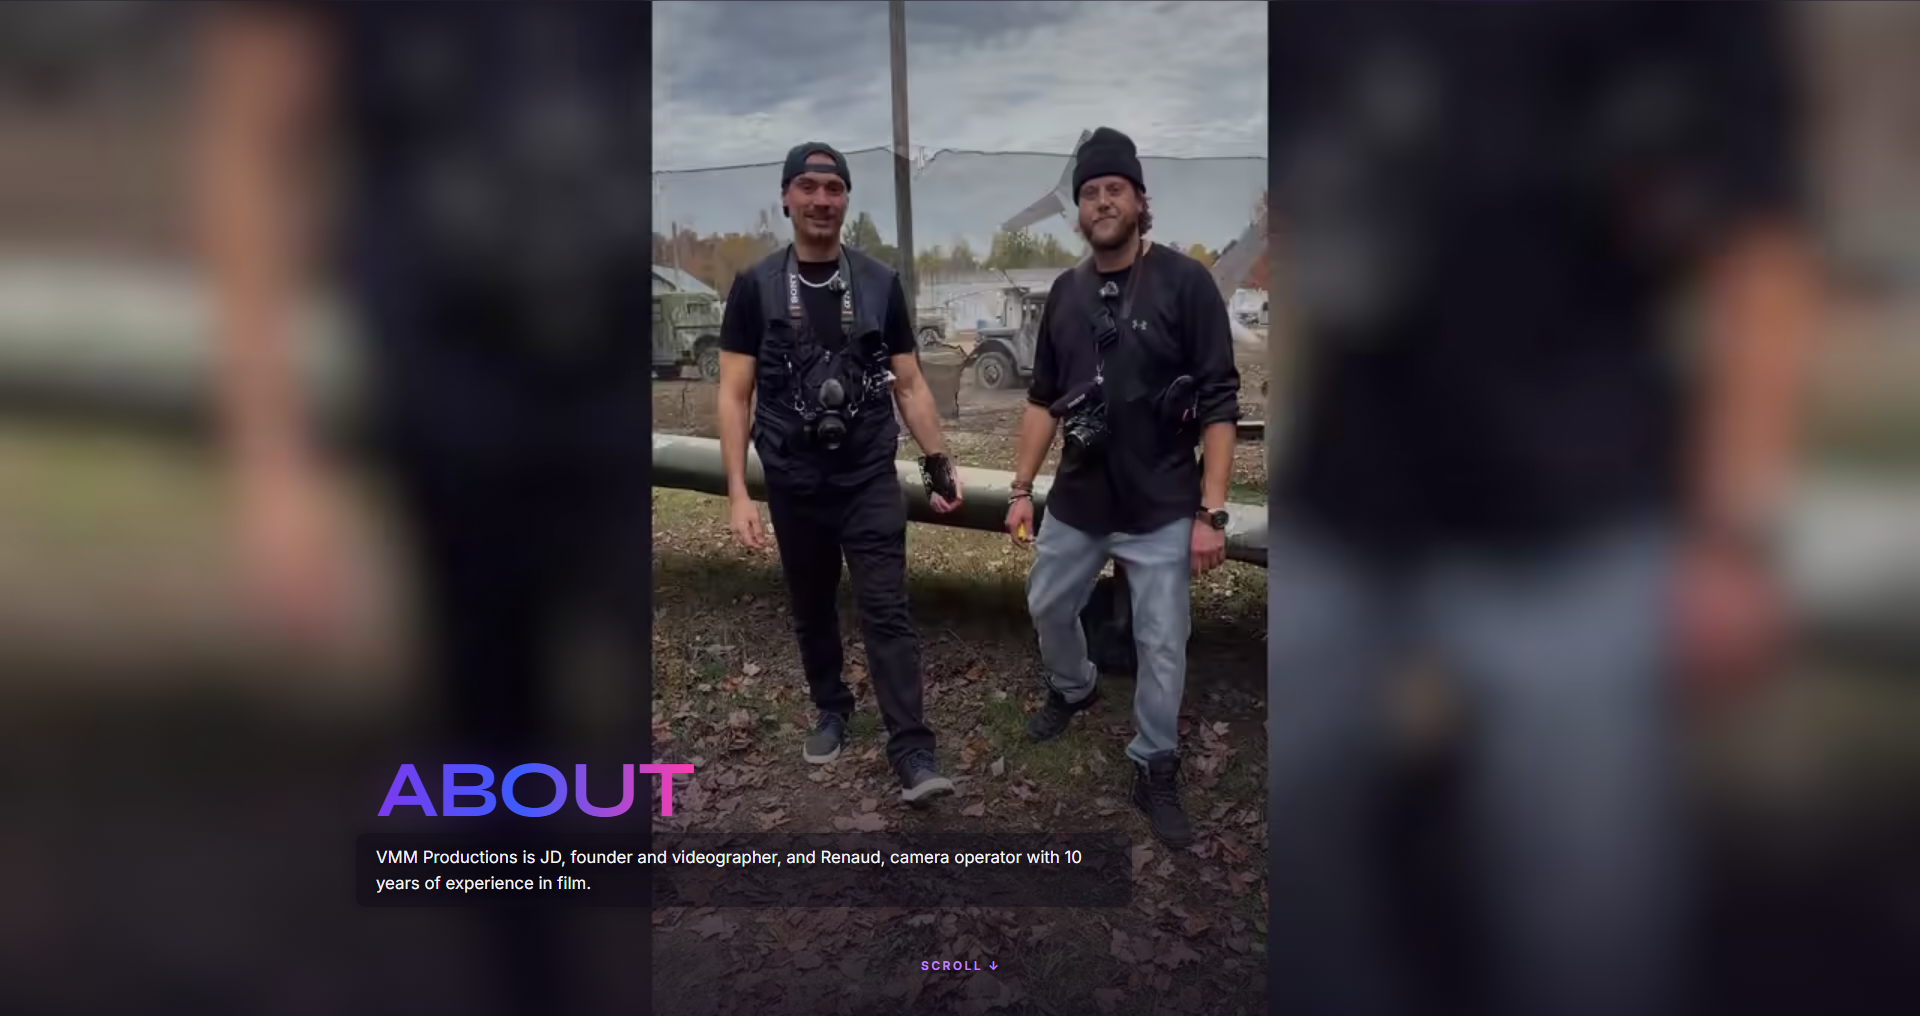 SONY
ABOUT
VMM Productions is JD, founder and videographer, and Renaud, camera operator with 10
years of experience in film.
SCROLL ↓